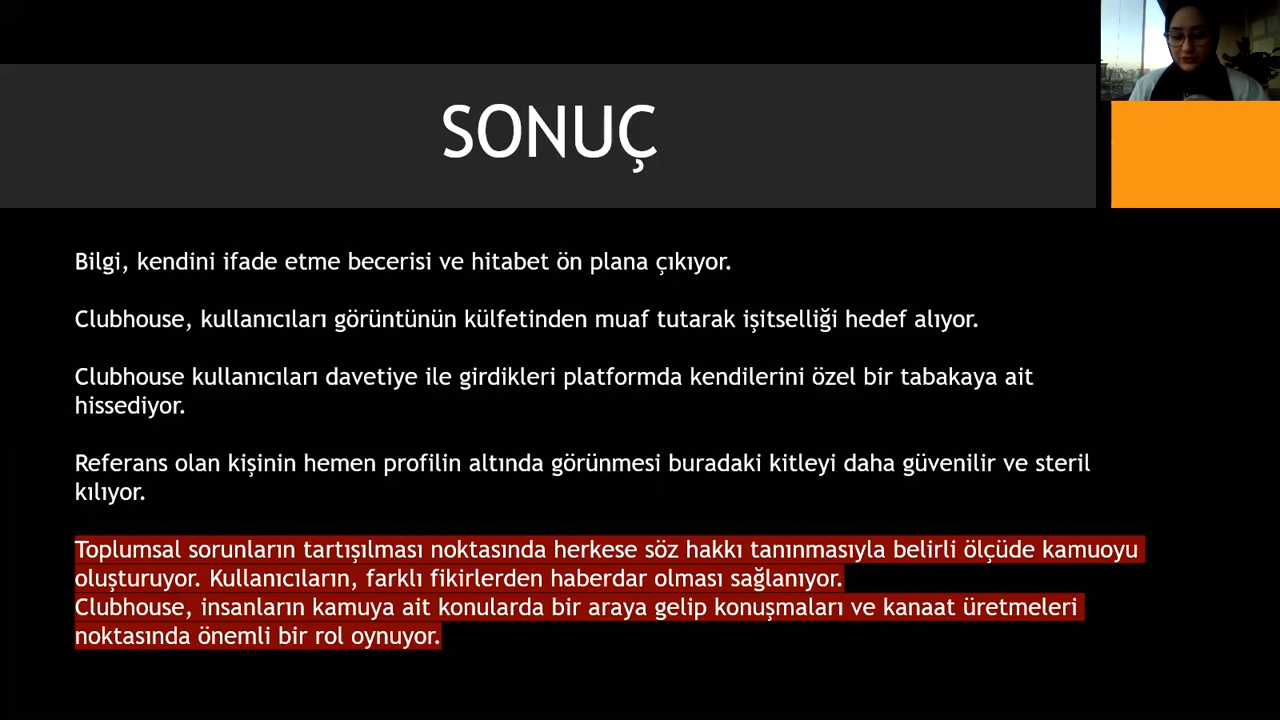 SONUÇ
Bilgi, kendini ifade etme becerisi ve hitabet ön plana çıkıyor.
Clubhouse, kullanıcıları görüntünün külfetinden muaf tutarak işitselliği hedef alıyor.
Clubhouse kullanıcıları davetiye ile girdikleri platformda kendilerini özel bir tabakaya ait
hissediyor.
Referans olan kişinin hemen profilin altında görünmesi buradaki kitleyi daha güvenilir ve steril
kılıyor.
Toplumsal sorunların tartışılması noktasında herkese söz hakkı tanınmasıyla belirli ölçüde kamuoyu
oluşturuyor. Kullanıcıların, farklı fikirlerden haberdar olması sağlanıyor.
Clubhouse, insanların kamuya ait konularda bir araya gelip konuşmaları ve kanaat üretmeleri
noktasında önemli bir rol oynuyor.